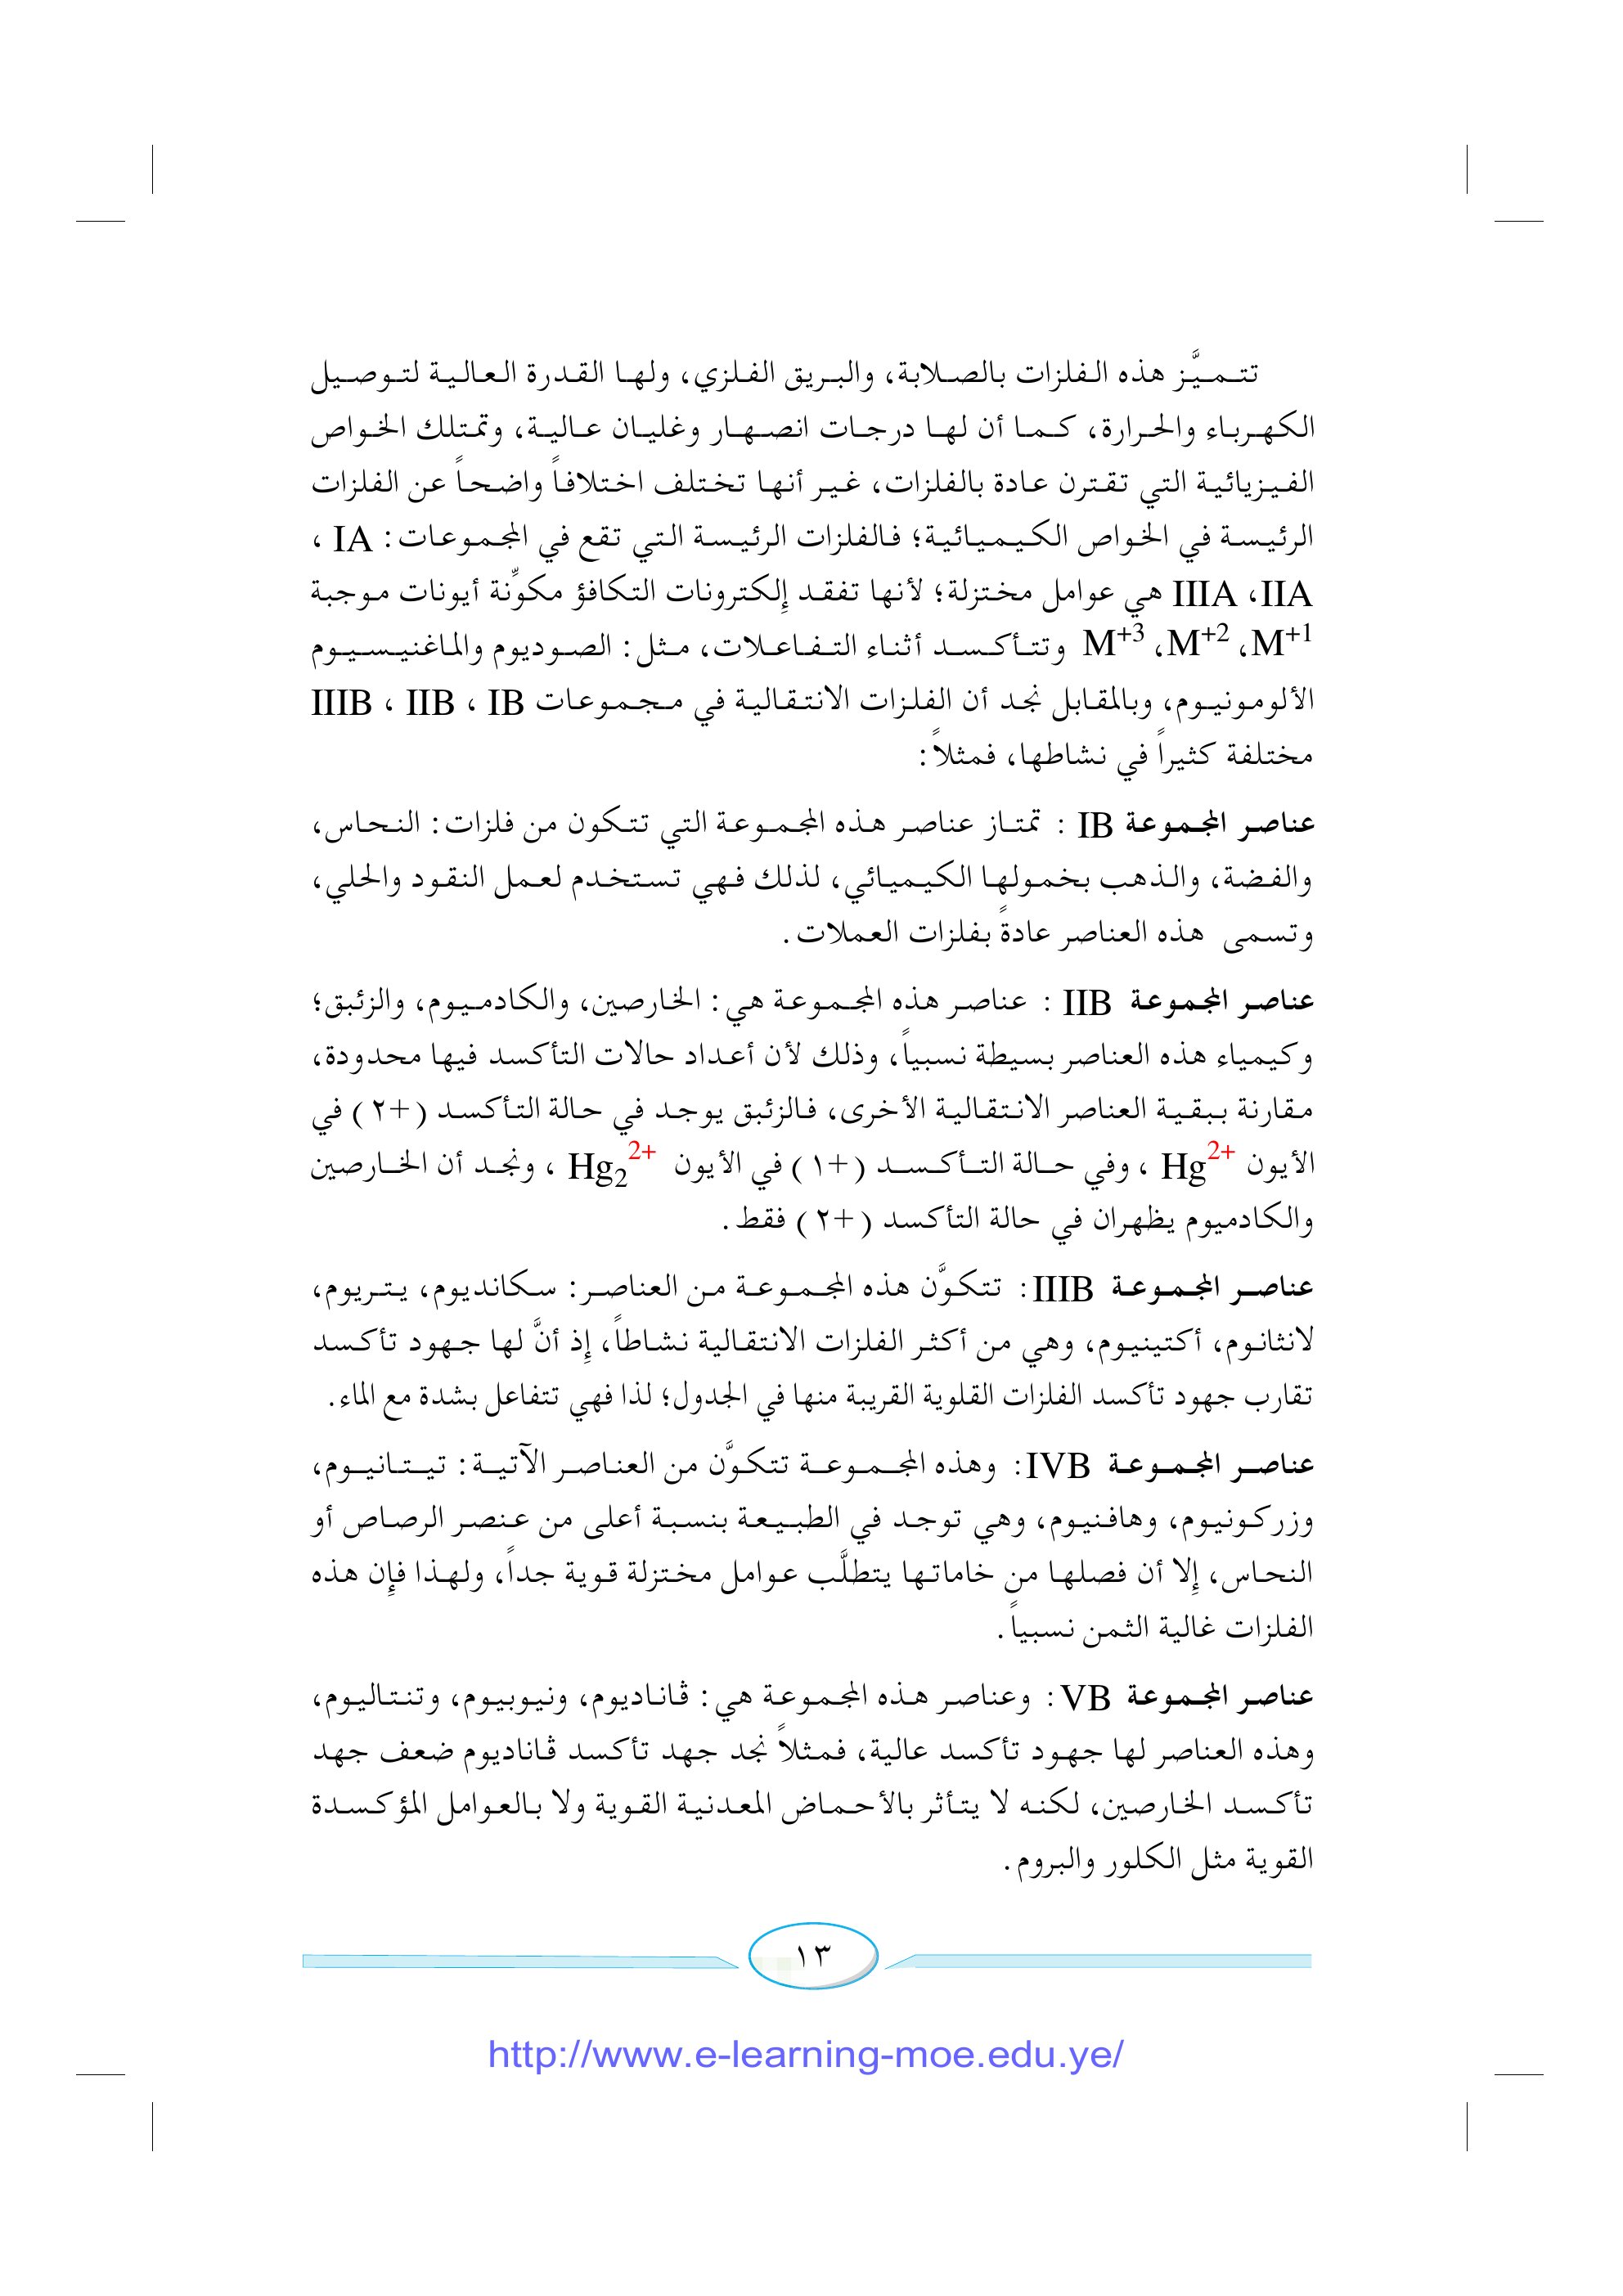 تتميَّز هذه الفلزات بالصلابة، والبريق الفلزي، ولها القدرة العالية لتوصيل
الكهرباء والحرارة، كما أن لها درجات انصهار وغليان عالية، وتمتلك الخواص
الفيزيائية التي تقترن عادة بالفلزات، غير أنها تختلف اختلافاً واضحاً عن الفلزات
الرئيسة في الخواص الكيميائية؛ فالفلزات الرئيسة التي تقع في المجموعات: IA ،
IIIA ،IIA هي عوامل مختزلة؛ لأنها تفقد إلكترونات التكافؤ مكوِّنة أيونات موجبة
M⁺³ ،M⁺² ،M⁺¹ وتتأكسد أثناء التفاعلات، مثل: الصوديوم والماغنيسيوم
الألومونيوم، وبالمقابل نجد أن الفلزات الانتقالية في مجموعات IIIB ، IIB ، IB
مختلفة كثيراً في نشاطها، فمثلاً:
عناصر المجموعة IB : تمتاز عناصر هذه المجموعة التي تتكون من فلزات: النحاس،
والفضة، والذهب بخمولها الكيميائي، لذلك فهي تستخدم لعمل النقود والحلي،
وتسمى هذه العناصر عادةً بفلزات العملات.
عناصر المجموعة IIB : عناصر هذه المجموعة هي: الخارصين، والكادميوم، والزئبق؛
وكيمياء هذه العناصر بسيطة نسبياً، وذلك لأن أعداد حالات التأكسد فيها محدودة،
مقارنة ببقية العناصر الانتقالية الأخرى، فالزئبق يوجد في حالة التأكسد (+٢) في
الأيون Hg²⁺ ، وفي حالة التأكسد (+١) في الأيون Hg₂²⁺ ، ونجد أن الخارصين
والكادميوم يظهران في حالة التأكسد (+٢) فقط.
عناصر المجموعة IIIB: تتكوَّن هذه المجموعة من العناصر: سكانديوم، يتريوم،
لانثانوم، أكتينيوم، وهي من أكثر الفلزات الانتقالية نشاطاً، إذ أنَّ لها جهود تأكسد
تقارب جهود تأكسد الفلزات القلوية القريبة منها في الجدول؛ لذا فهي تتفاعل بشدة مع الماء.
عناصر المجموعة IVB: وهذه المجموعة تتكوَّن من العناصر الآتية: تيتانيوم،
وزركونيوم، وهافنيوم، وهي توجد في الطبيعة بنسبة أعلى من عنصر الرصاص أو
النحاس، إلا أن فصلها من خاماتها يتطلَّب عوامل مختزلة قوية جداً، ولهذا فإن هذه
الفلزات غالية الثمن نسبياً.
عناصر المجموعة VB: وعناصر هذه المجموعة هي: ڤاناديوم، ونيوبيوم، وتنتاليوم،
وهذه العناصر لها جهود تأكسد عالية، فمثلاً نجد جهد تأكسد ڤاناديوم ضعف جهد
تأكسد الخارصين، لكنه لا يتأثر بالأحماض المعدنية القوية ولا بالعوامل المؤكسدة
القوية مثل الكلور والبروم.
١٣
http://www.e-learning-moe.edu.ye/